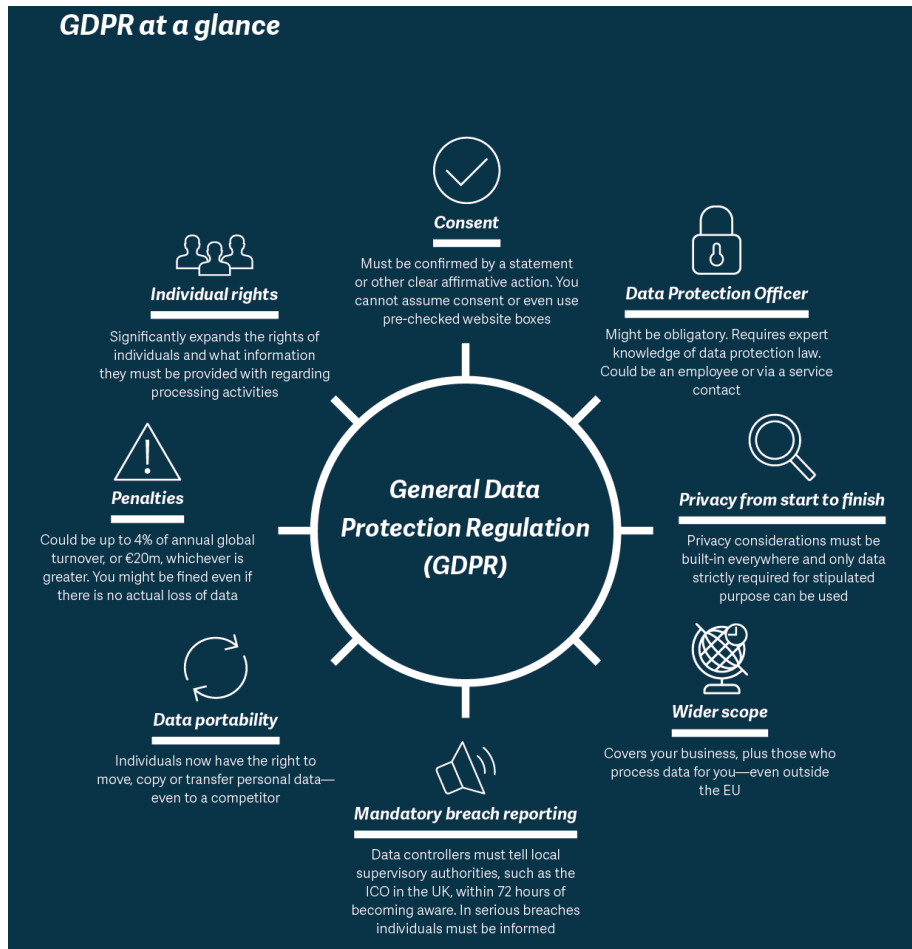 GDPR at a glance
Consent
Must be confirmed by a statement
or other clear affirmative action. You
cannot assume consent or even use
pre-checked website boxes
Data Protection Officer
Might be obligatory. Requires expert
knowledge of data protection law.
Could be an employee or via a service
contact
Privacy from start to finish
Privacy considerations must be
built-in everywhere and only data
strictly required for stipulated
purpose can be used
Wider scope
Covers your business, plus those who
process data for you—even outside
the EU
Mandatory breach reporting
Data controllers must tell local
supervisory authorities, such as the
ICO in the UK, within 72 hours of
becoming aware. In serious breaches
individuals must be informed
Data portability
Individuals now have the right to
move, copy or transfer personal data—
even to a competitor
Penalties
Could be up to 4% of annual global
turnover, or €20m, whichever is
greater. You might be fined even if
there is no actual loss of data
Individual rights
Significantly expands the rights of
individuals and what information
they must be provided with regarding
processing activities
General Data
Protection Regulation
(GDPR)